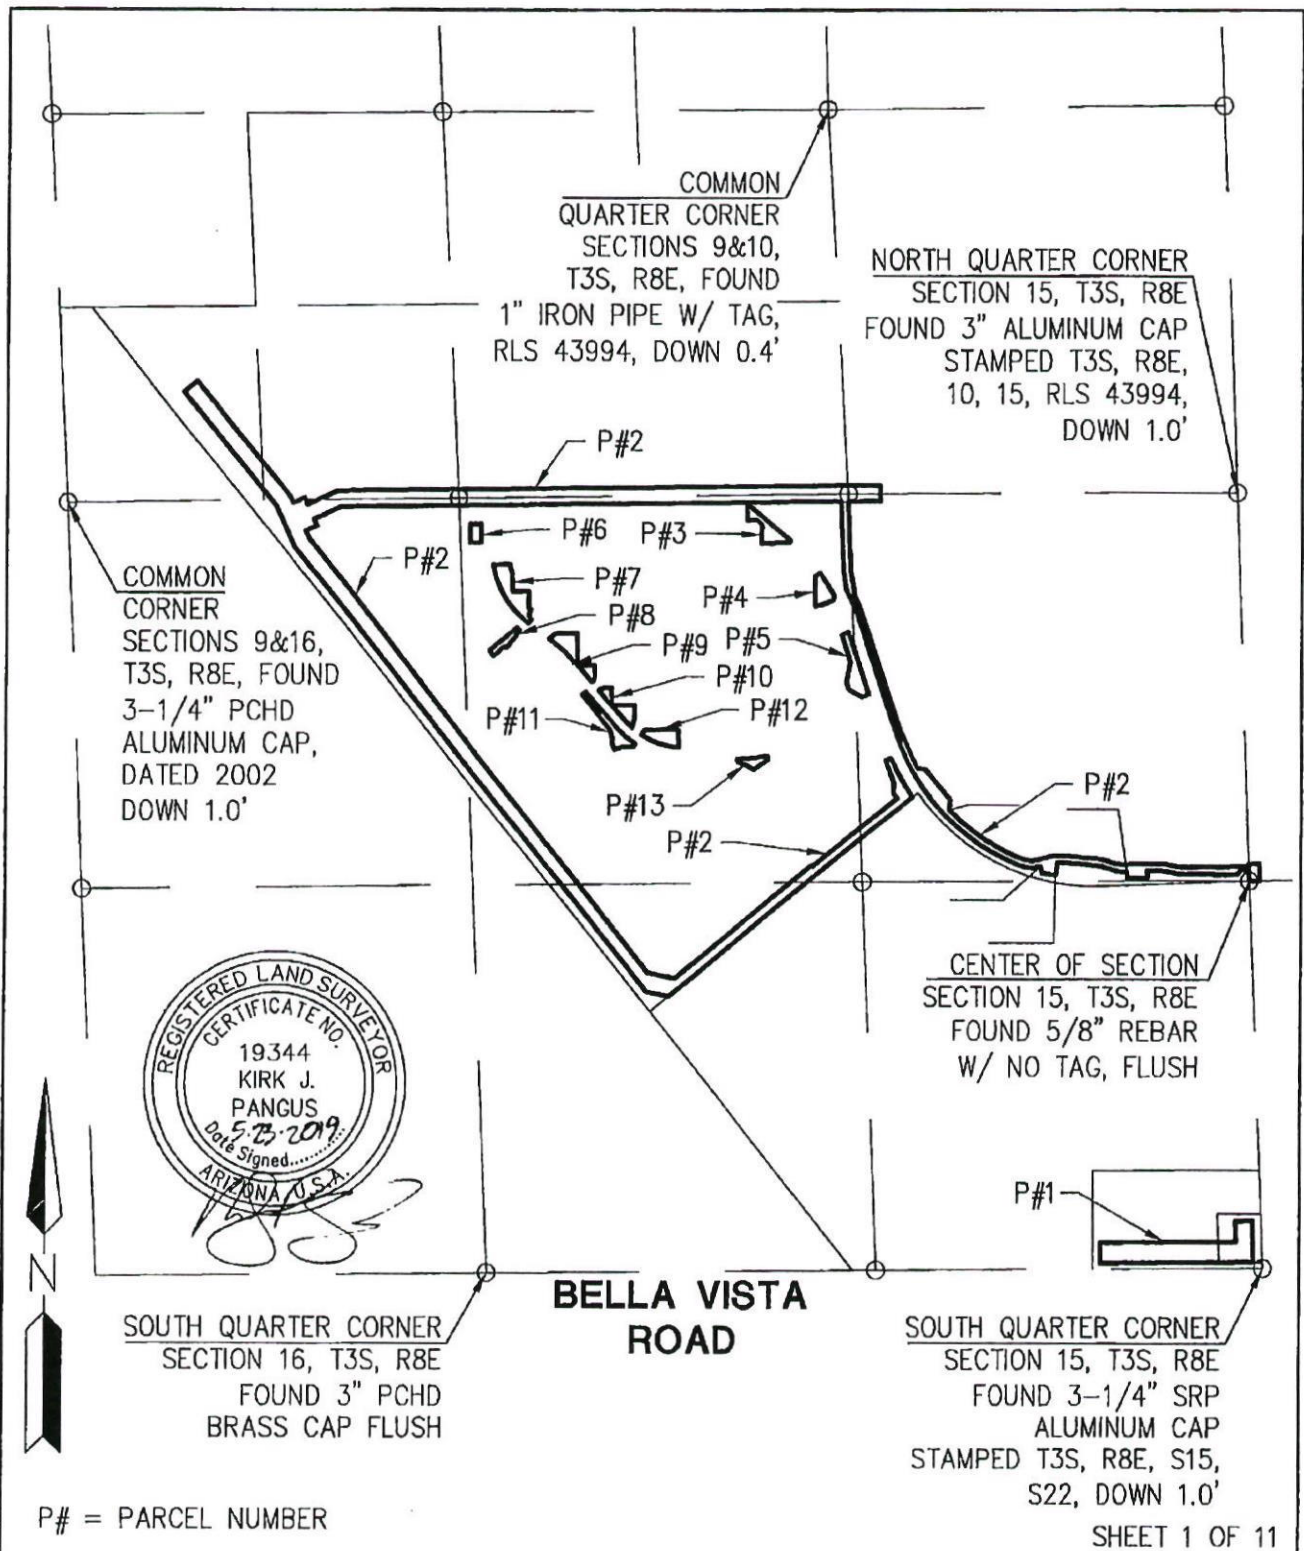 COMMON
QUARTER CORNER
SECTIONS 9&10,
T3S, R8E, FOUND
1" IRON PIPE W/ TAG,
RLS 43994, DOWN 0.4'
NORTH QUARTER CORNER
SECTION 15, T3S, R8E
FOUND 3" ALUMINUM CAP
STAMPED T3S, R8E,
10, 15, RLS 43994,
DOWN 1.0'
P#2
P#6
P#3
P#2
P#7
P#4
P#8
P#5
P#9
P#10
P#11
P#12
P#13
P#2
P#2
COMMON
CORNER
SECTIONS 9&16,
T3S, R8E, FOUND
3-1/4" PCHD
ALUMINUM CAP,
DATED 2002
DOWN 1.0'
CENTER OF SECTION
SECTION 15, T3S, R8E
FOUND 5/8" REBAR
W/ NO TAG, FLUSH
REGISTERED LAND SURVEYOR
CERTIFICATE NO.
19344
KIRK J.
PANGUS
5-23-2019
Date Signed
ARIZONA, U.S.A.
P#1
N
BELLA VISTA
ROAD
SOUTH QUARTER CORNER
SECTION 16, T3S, R8E
FOUND 3" PCHD
BRASS CAP FLUSH
SOUTH QUARTER CORNER
SECTION 15, T3S, R8E
FOUND 3-1/4" SRP
ALUMINUM CAP
STAMPED T3S, R8E, S15,
S22, DOWN 1.0'
P# = PARCEL NUMBER
SHEET 1 OF 11